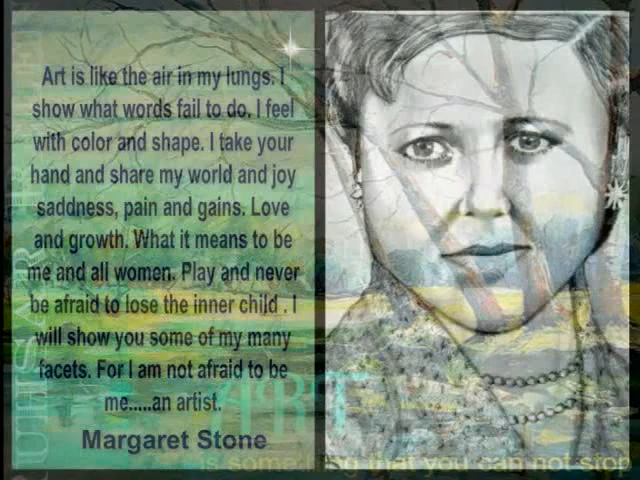 Art is like the air in my lungs. I
show what words fail to do. I feel
with color and shape. I take your
hand and share my world and joy
saddness, pain and gains. Love
and growth. What it means to be
me and all women. Play and never
be afraid to lose the inner child . I
will show you some of my many
facets. For I am not afraid to be
me.....an artist.
Margaret Stone
ART
is something that you can not stop